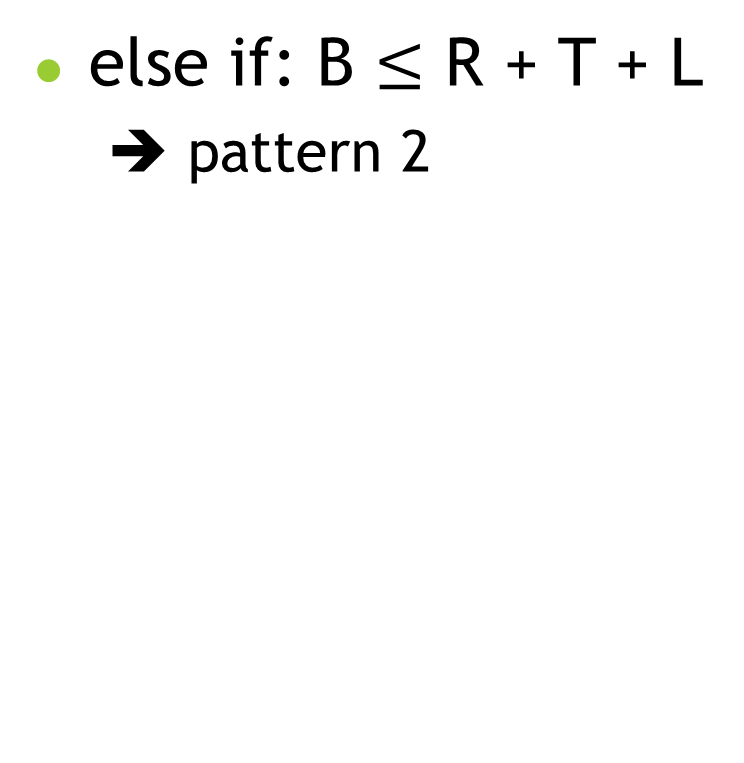 • else if: B ≤ R + T + L
➔ pattern 2